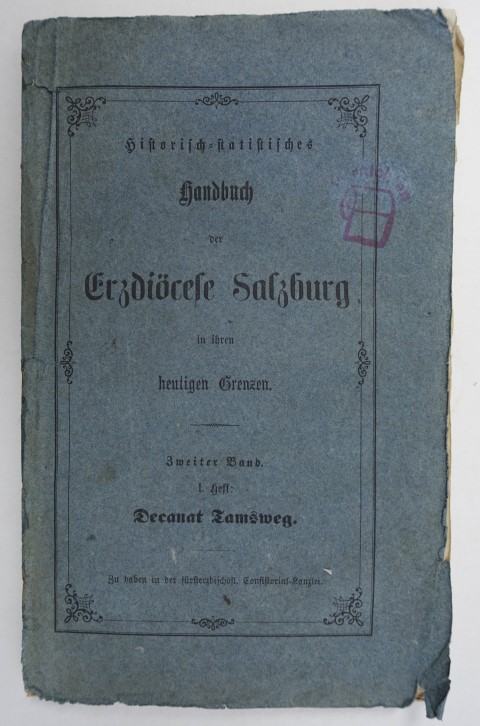 Historisch-statistisches
Handbuch
der
Erzdiöcese Salzburg
in ihren
heutigen Grenzen.
Zweiter Band.
I. Heft:
Decanat Tamsweg.
Zu haben in der fürsterzbischöfl. Consistorial-Kanzlei.